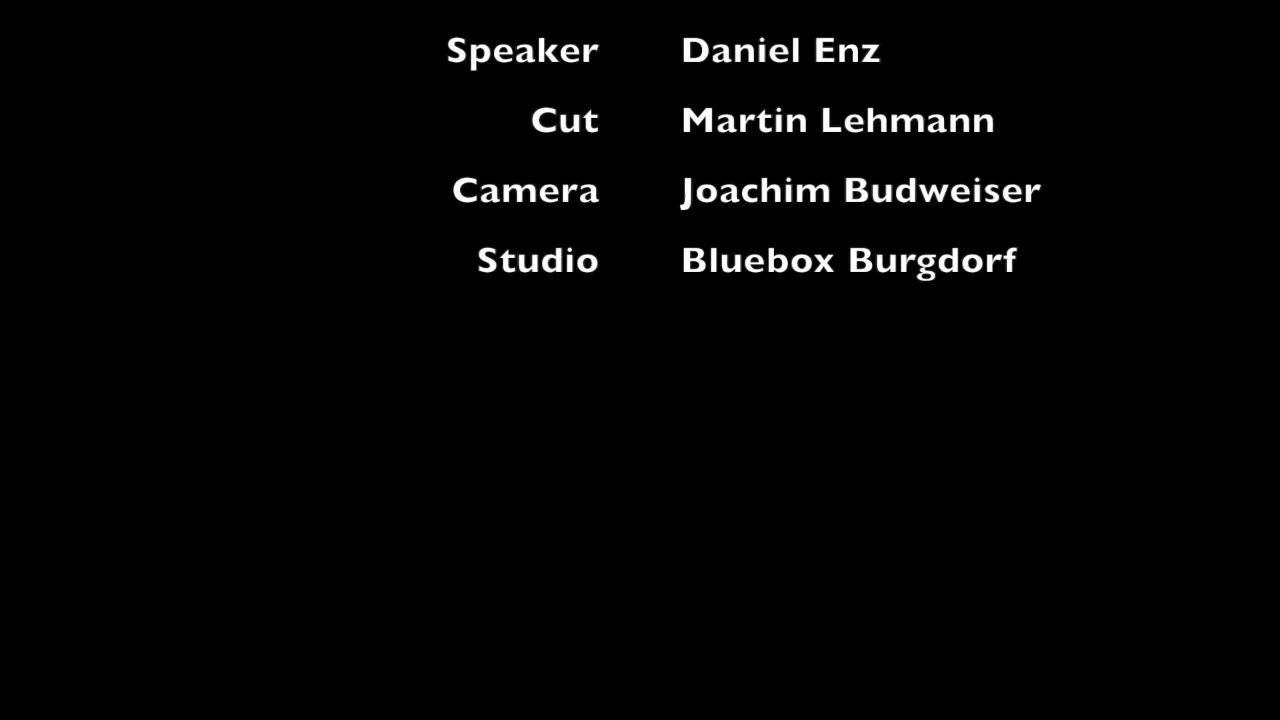 Speaker Daniel Enz
Cut Martin Lehmann
Camera Joachim Budweiser
Studio Bluebox Burgdorf